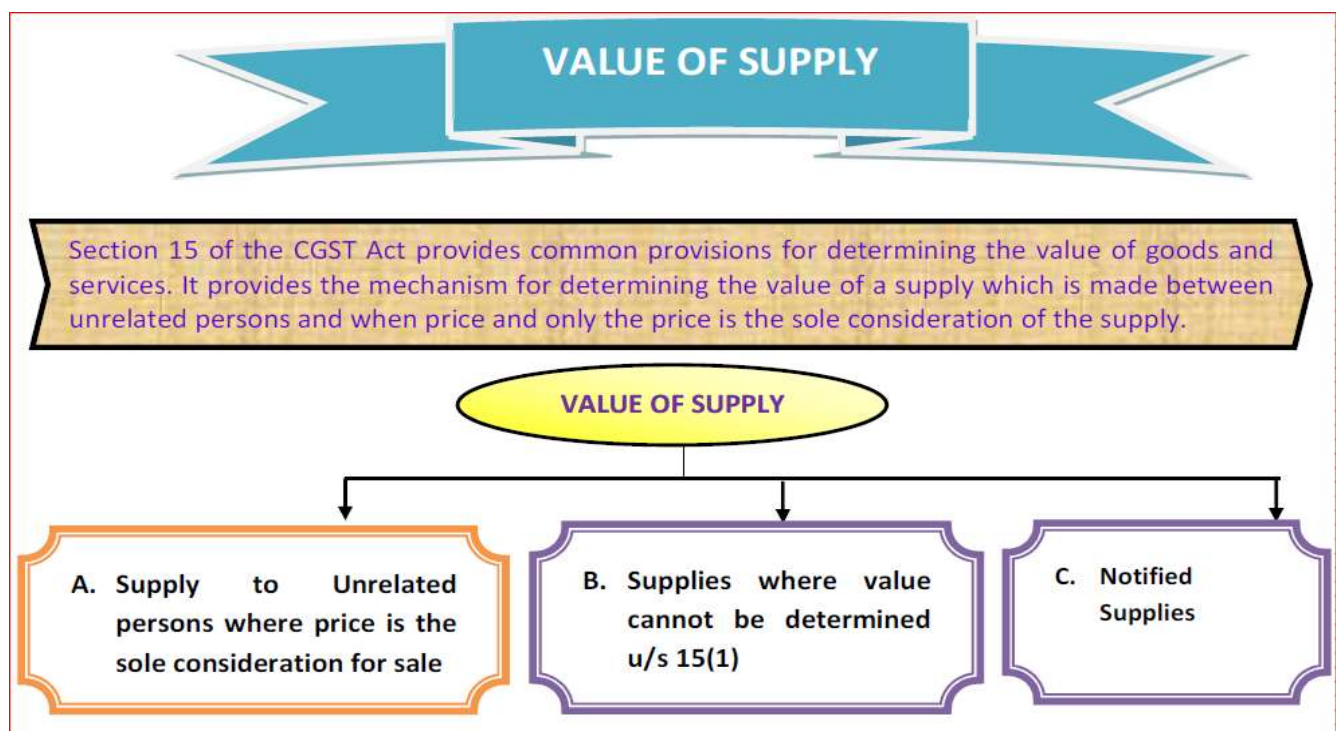 VALUE OF SUPPLY
Section 15 of the CGST Act provides common provisions for determining the value of goods and
services. It provides the mechanism for determining the value of a supply which is made between
unrelated persons and when price and only the price is the sole consideration of the supply.
VALUE OF SUPPLY
A. Supply to Unrelated
persons where price is the
sole consideration for sale
B. Supplies where value
cannot be determined
u/s 15(1)
C. Notified
Supplies